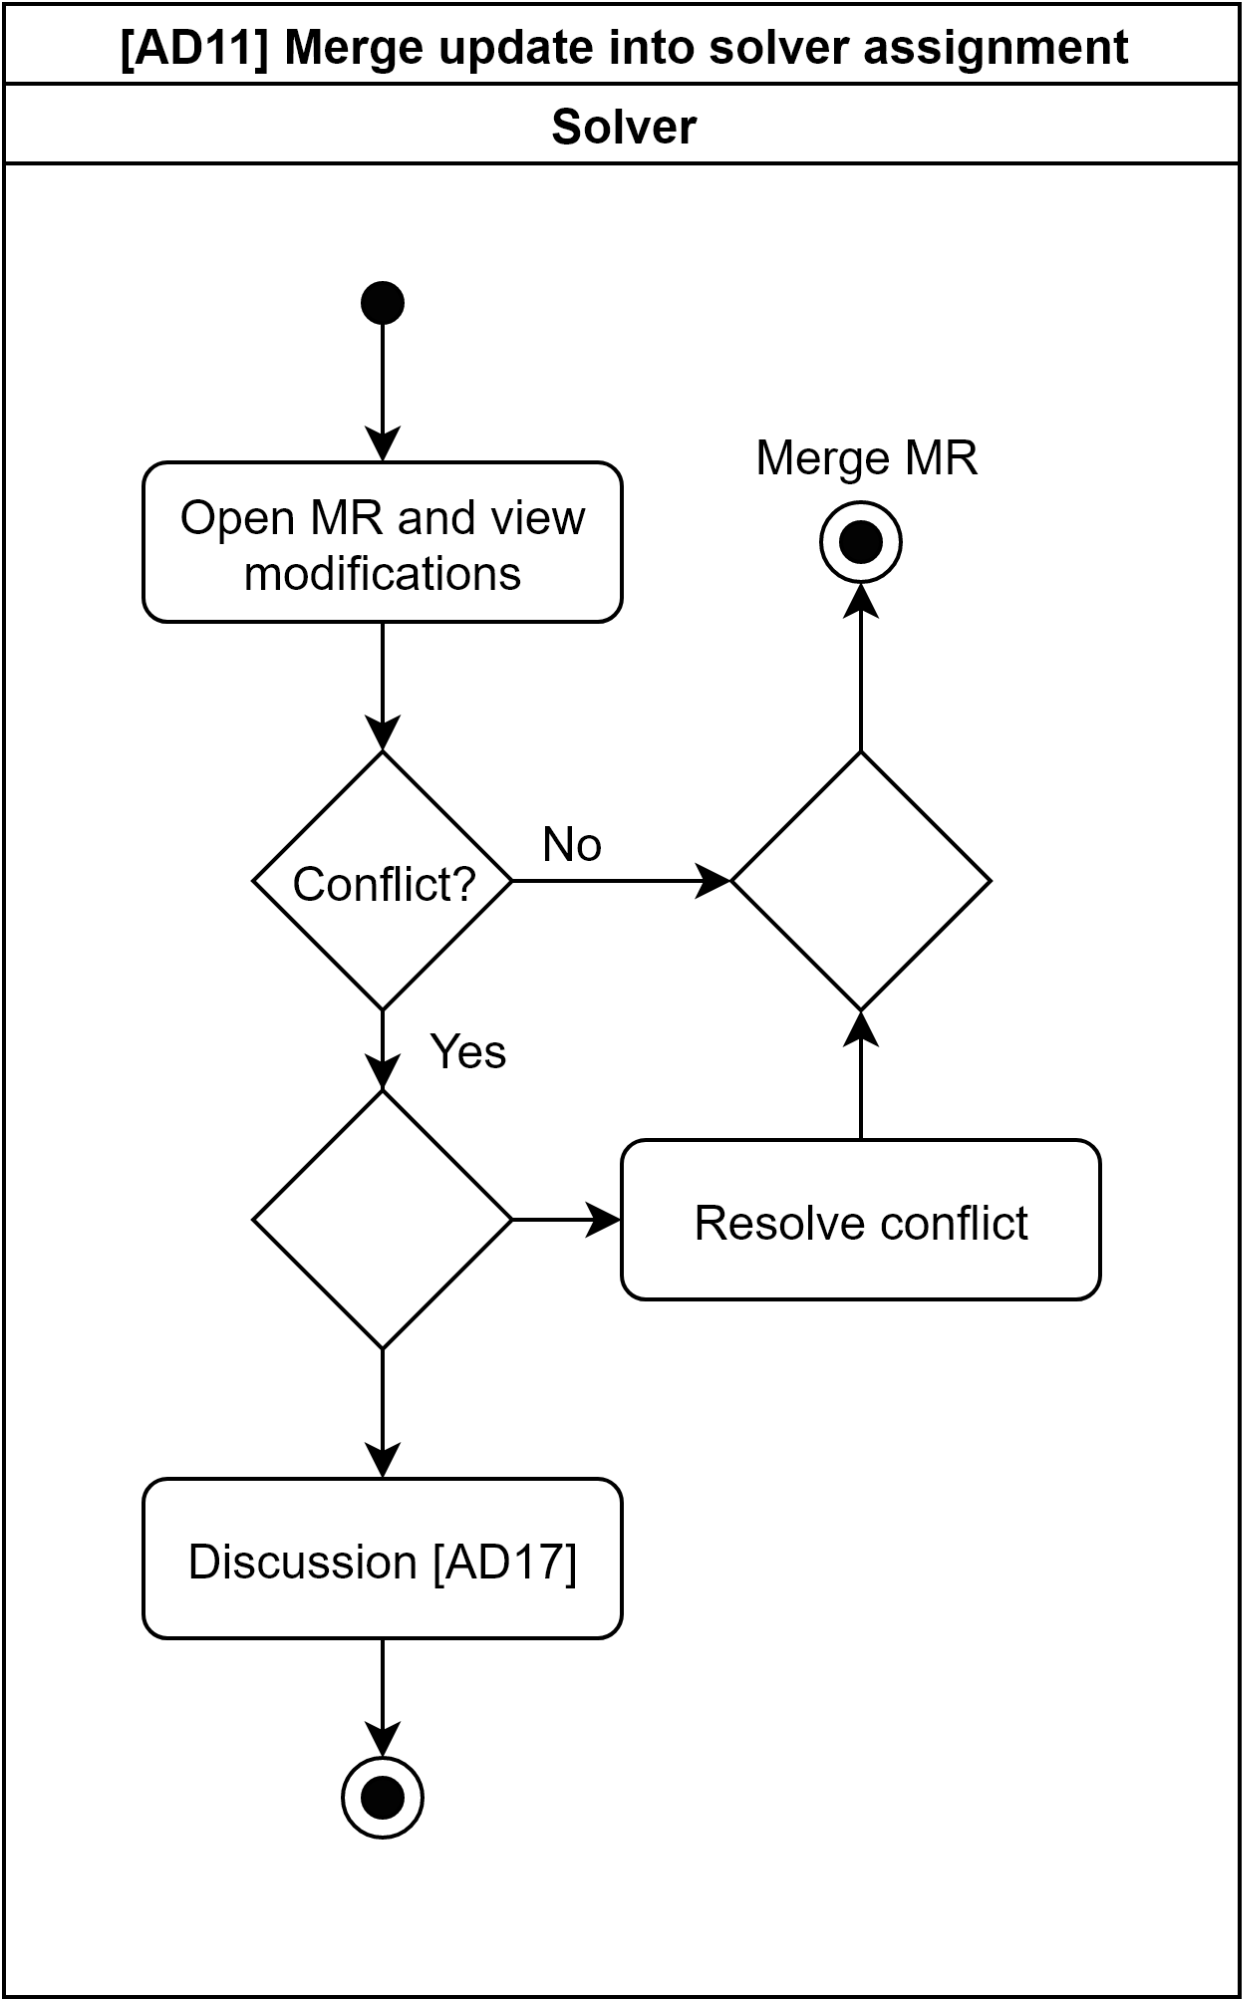 [AD11] Merge update into solver assignment
Solver
Merge MR
Open MR and view
modifications
No
Conflict?
Yes
Resolve conflict
Discussion [AD17]